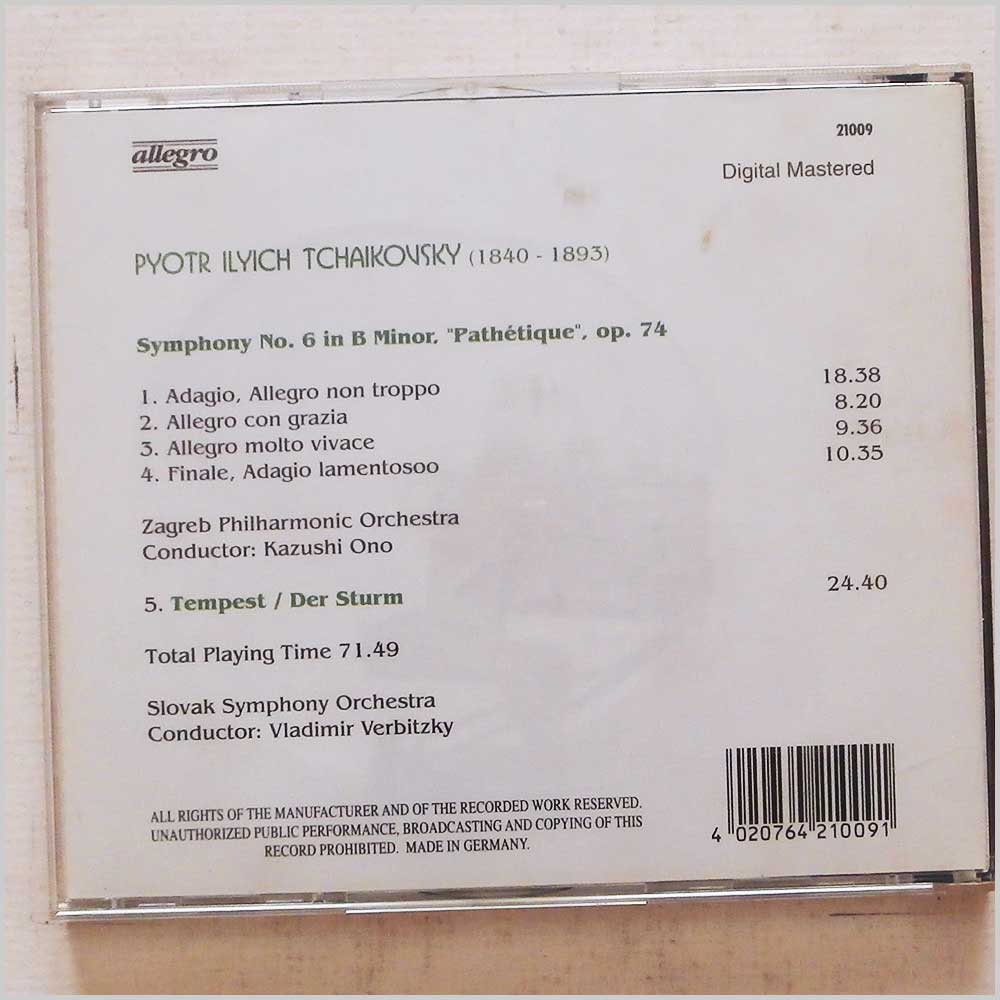 allegro
21009
Digital Mastered
PYOTR ILYICH TCHAIKOVSKY (1840 - 1893)
Symphony No. 6 in B Minor, "Pathétique", op. 74
1. Adagio, Allegro non troppo 18.38
2. Allegro con grazia 8.20
3. Allegro molto vivace 9.36
4. Finale, Adagio lamentosoo 10.35
Zagreb Philharmonic Orchestra
Conductor: Kazushi Ono
5. Tempest / Der Sturm 24.40
Total Playing Time 71.49
Slovak Symphony Orchestra
Conductor: Vladimir Verbitzky
ALL RIGHTS OF THE MANUFACTURER AND OF THE RECORDED WORK RESERVED.
UNAUTHORIZED PUBLIC PERFORMANCE, BROADCASTING AND COPYING OF THIS
RECORD PROHIBITED. MADE IN GERMANY.
4 020764 210091